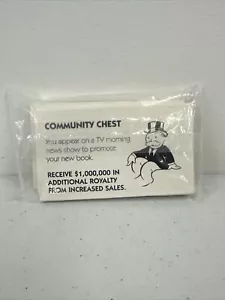 COMMUNITY CHEST
You appear on a TV morning
news show to promote
your new book.
RECEIVE $1,000,000 IN
ADDITIONAL ROYALTY
FROM INCREASED SALES.